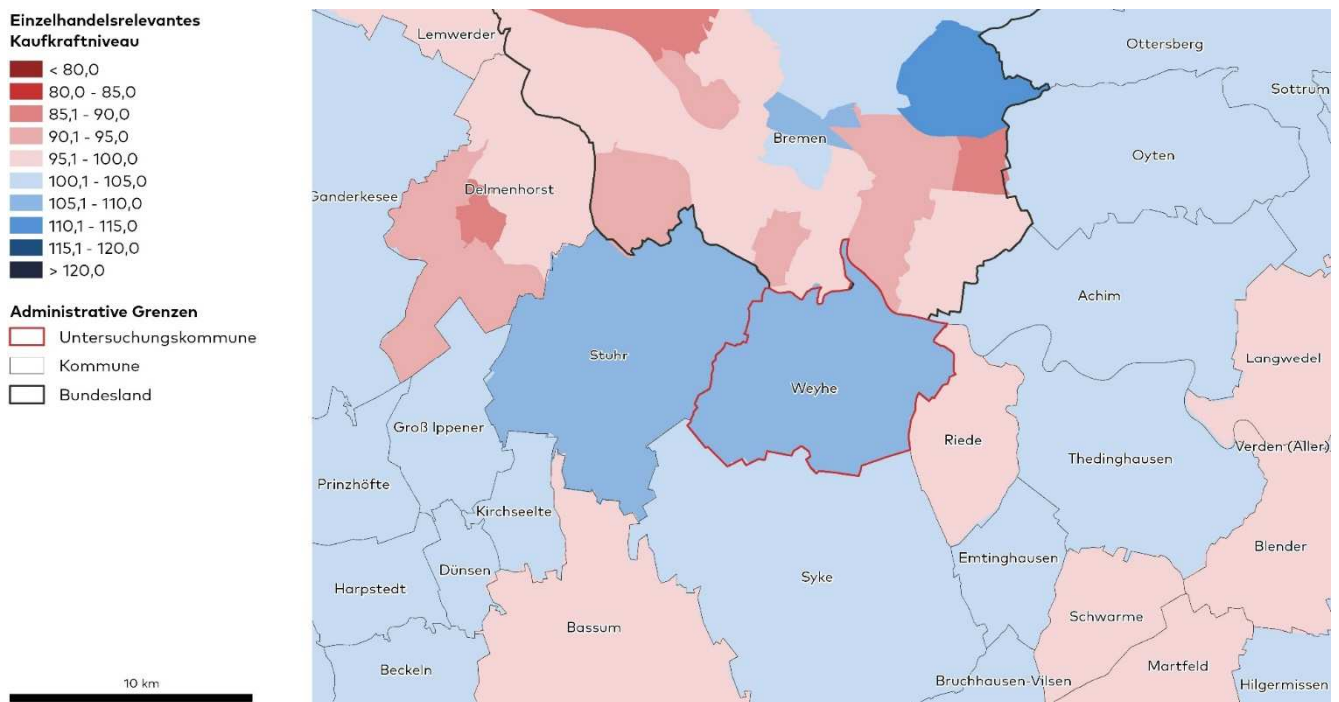 Einzelhandelsrelevantes
Kaufkraftniveau
< 80,0
80,0 - 85,0
85,1 - 90,0
90,1 - 95,0
95,1 - 100,0
100,1 - 105,0
105,1 - 110,0
110,1 - 115,0
115,1 - 120,0
> 120,0
Administrative Grenzen
Untersuchungskommune
Kommune
Bundesland
10 km
Lemwerder
Ottersberg
Sottrum
Bremen
Oyten
Ganderkesee
Delmenhorst
Achim
Stuhr
Langwedel
Weyhe
Groß Ippener
Riede
Verden (Aller)
Thedinghausen
Prinzhöfte
Kirchseelte
Blender
Emtinghausen
Dünsen
Syke
Harpstedt
Schwarme
Bassum
Martfeld
Beckeln
Bruchhausen-Vilsen
Hilgermissen